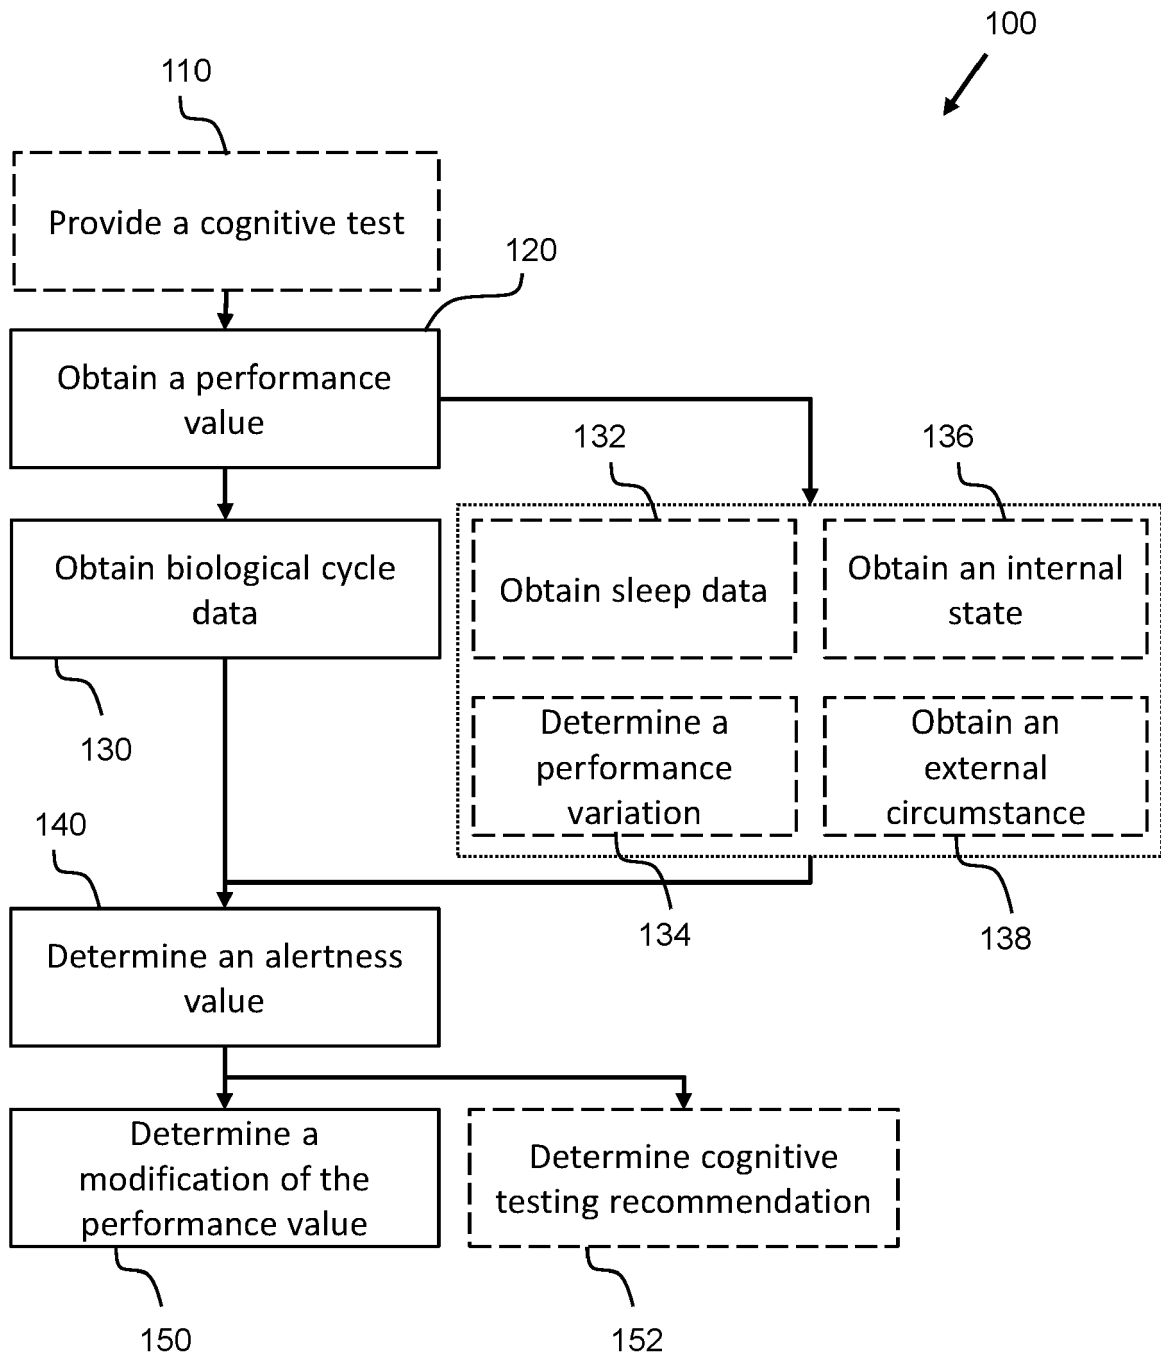 100
110
Provide a cognitive test
120
Obtain a performance
value
132
136
Obtain biological cycle
data
Obtain sleep data
Obtain an internal
state
130
Determine a
performance
variation
Obtain an
external
circumstance
140
134
138
Determine an alertness
value
Determine a
modification of the
performance value
Determine cognitive
testing recommendation
150
152